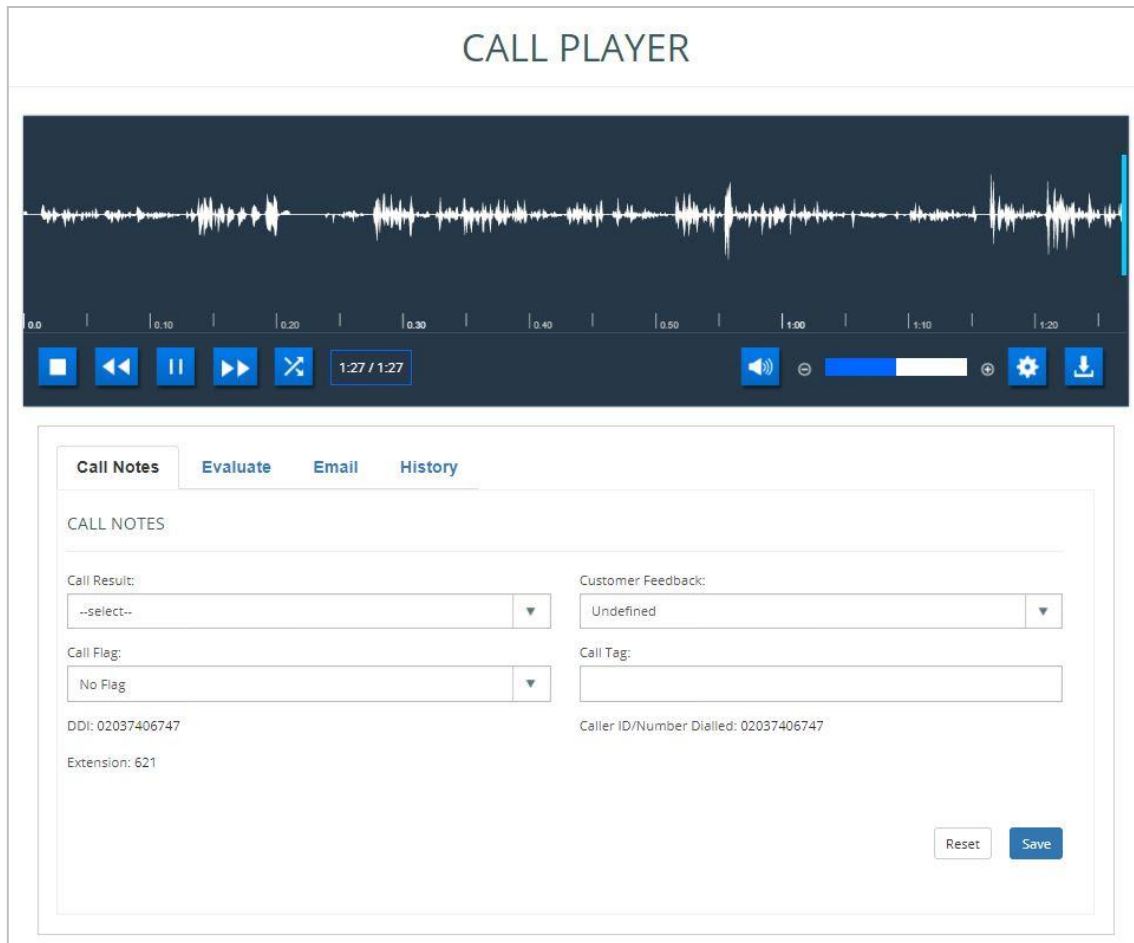 CALL PLAYER
0.0 0.10 0.20 0.30 0.40 0.50 1:00 1:10 1:20
1:27 / 1:27
Call Notes Evaluate Email History
CALL NOTES
Call Result: Customer Feedback:
--select-- Undefined
Call Flag: Call Tag:
No Flag
DDI: 02037406747 Caller ID/Number Dialled: 02037406747
Extension: 621
Reset Save